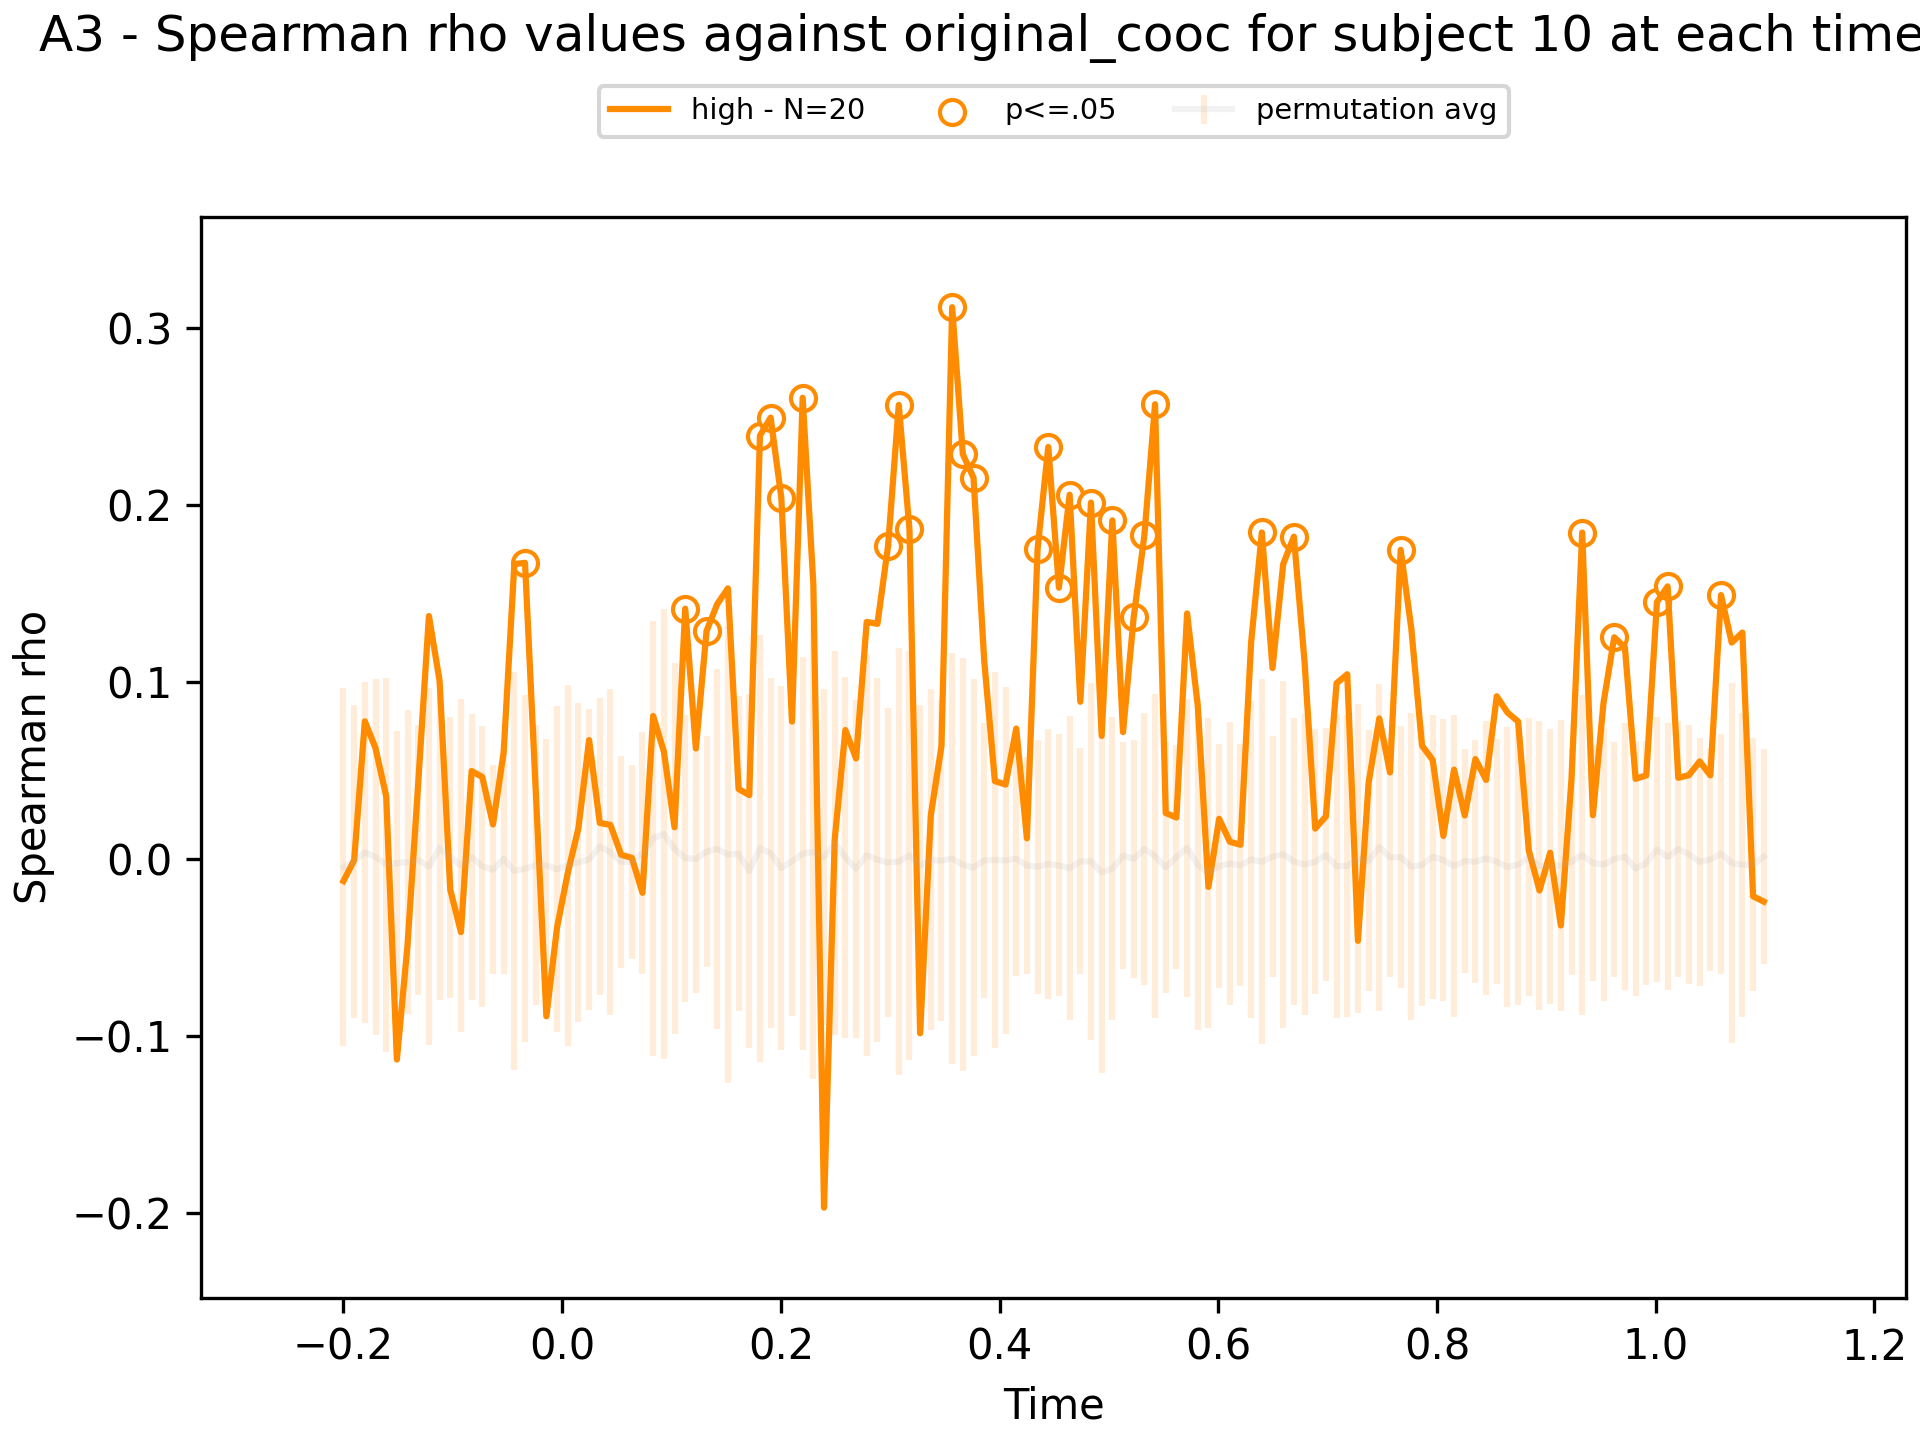 A3 - Spearman rho values against original_cooc for subject 10 at each time
high - N=20 p<=.05 permutation avg
0.3
0.2
0.1
0.0
−0.1
−0.2
Spearman rho
−0.2 0.0 0.2 0.4 0.6 0.8 1.0 1.2
Time